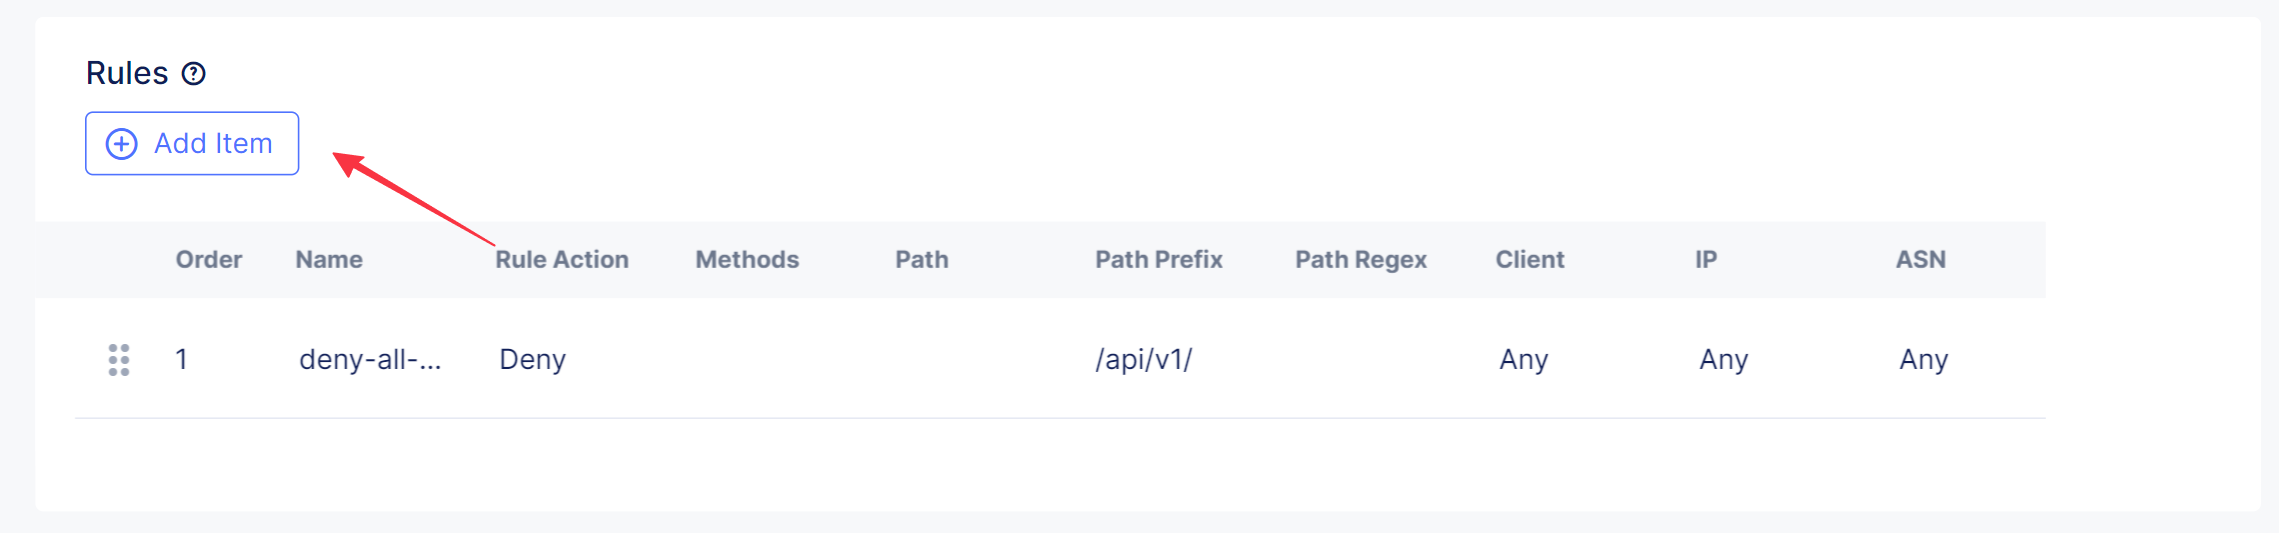 Rules
Add Item
Order Name Rule Action Methods Path Path Prefix Path Regex Client IP ASN
1 deny-all-... Deny /api/v1/ Any Any Any